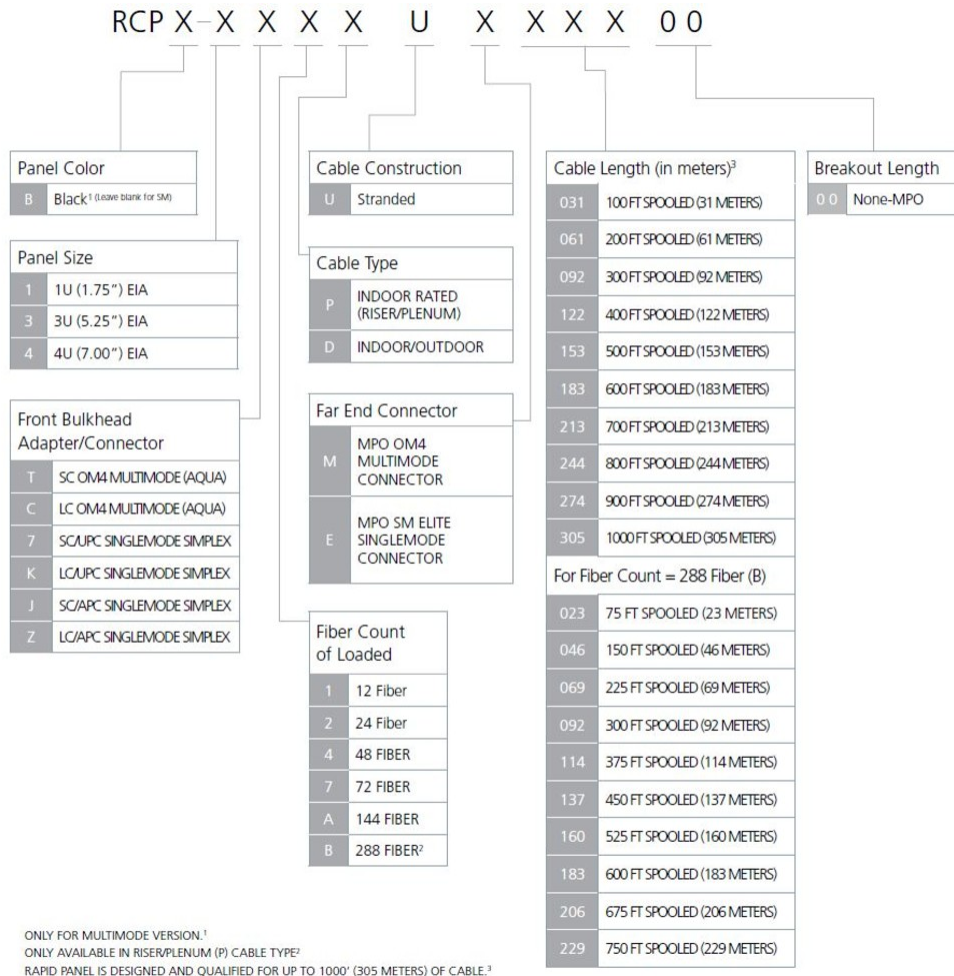 RCP X-X X X X U X X X X 0 0
Panel Color
B Black¹ (Leave blank for SM)
Panel Size
1 1U (1.75") EIA
3 3U (5.25") EIA
4 4U (7.00") EIA
Front Bulkhead
Adapter/Connector
T SC OM4 MULTIMODE (AQUA)
C LC OM4 MULTIMODE (AQUA)
7 SC/UPC SINGLEMODE SIMPLEX
K LC/UPC SINGLEMODE SIMPLEX
J SC/APC SINGLEMODE SIMPLEX
Z LC/APC SINGLEMODE SIMPLEX
Cable Construction
U Stranded
Cable Type
P INDOOR RATED
(RISER/PLENUM)
D INDOOR/OUTDOOR
Far End Connector
M MPO OM4
MULTIMODE
CONNECTOR
E MPO SM ELITE
SINGLEMODE
CONNECTOR
Fiber Count
of Loaded
1 12 Fiber
2 24 Fiber
4 48 FIBER
7 72 FIBER
A 144 FIBER
B 288 FIBER²
Cable Length (in meters)³
031 100 FT SPOOLED (31 METERS)
061 200 FT SPOOLED (61 METERS)
092 300 FT SPOOLED (92 METERS)
122 400 FT SPOOLED (122 METERS)
153 500 FT SPOOLED (153 METERS)
183 600 FT SPOOLED (183 METERS)
213 700 FT SPOOLED (213 METERS)
244 800 FT SPOOLED (244 METERS)
274 900 FT SPOOLED (274 METERS)
305 1000 FT SPOOLED (305 METERS)
For Fiber Count = 288 Fiber (B)
023 75 FT SPOOLED (23 METERS)
046 150 FT SPOOLED (46 METERS)
069 225 FT SPOOLED (69 METERS)
092 300 FT SPOOLED (92 METERS)
114 375 FT SPOOLED (114 METERS)
137 450 FT SPOOLED (137 METERS)
160 525 FT SPOOLED (160 METERS)
183 600 FT SPOOLED (183 METERS)
206 675 FT SPOOLED (206 METERS)
229 750 FT SPOOLED (229 METERS)
Breakout Length
0 0 None-MPO
ONLY FOR MULTIMODE VERSION.¹
ONLY AVAILABLE IN RISER/PLENUM (P) CABLE TYPE²
RAPID PANEL IS DESIGNED AND QUALIFIED FOR UP TO 1000' (305 METERS) OF CABLE.³